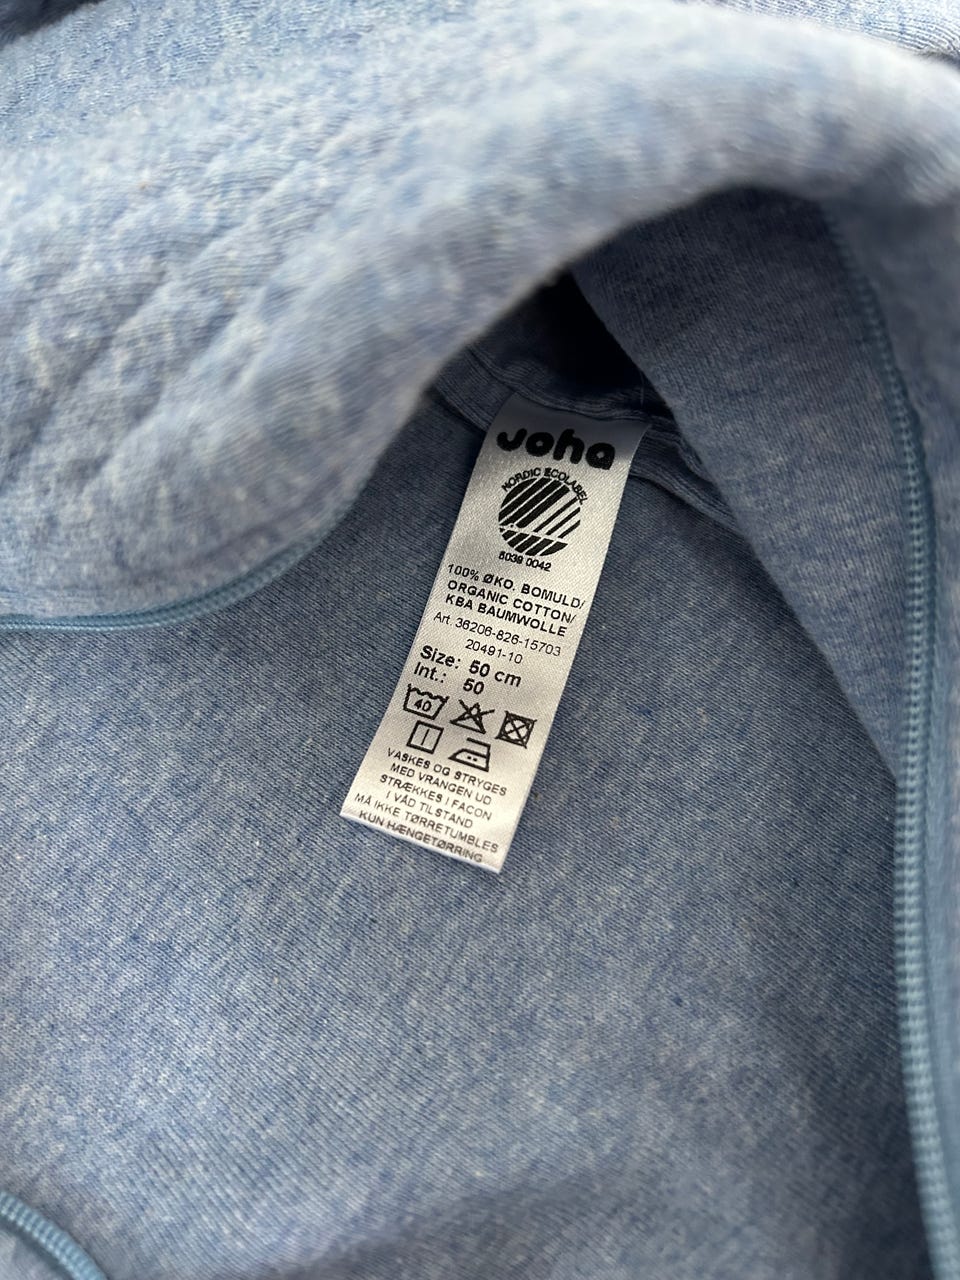 joha
NORDIC ECOLABEL
5039 0042
100% ØKO. BOMULD/
ORGANIC COTTON/
KBA BAUMWOLLE
Art. 36206-826-15703
20491-10
Size: 50 cm
Int.: 50
40
VASKES OG STRYGES
MED VRANGEN UD
STRÆKKES I FACON
I VÅD TILSTAND
MÅ IKKE TØRRETUMBLES
KUN HÆNGETØRRING